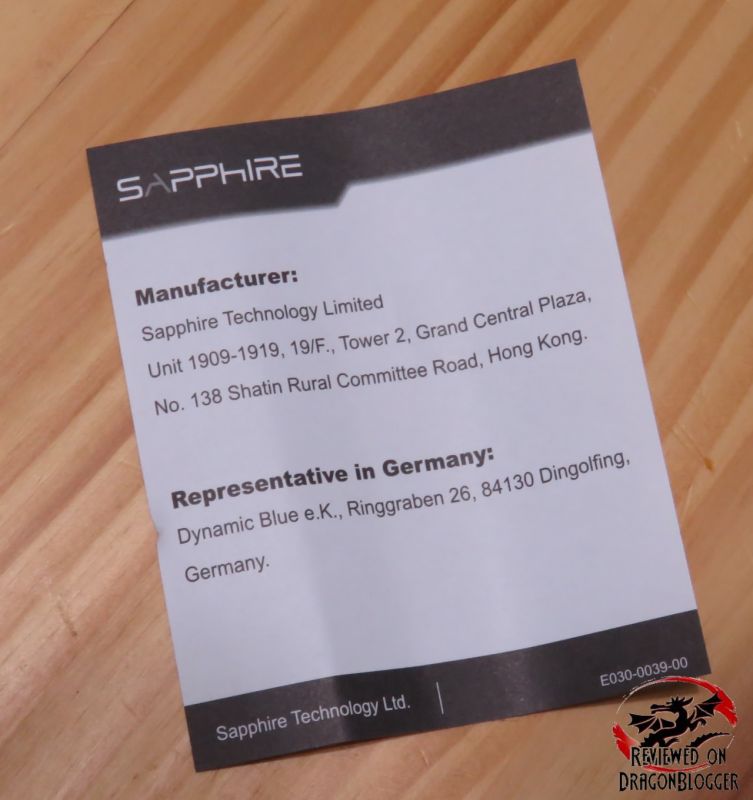 SAPPHIRE
Manufacturer:
Sapphire Technology Limited
Unit 1909-1919, 19/F., Tower 2, Grand Central Plaza,
No. 138 Shatin Rural Committee Road, Hong Kong.
Representative in Germany:
Dynamic Blue e.K., Ringgraben 26, 84130 Dingolfing,
Germany.
Sapphire Technology Ltd.
E030-0039-00
REVIEWED ON
DRAGONBLOGGER